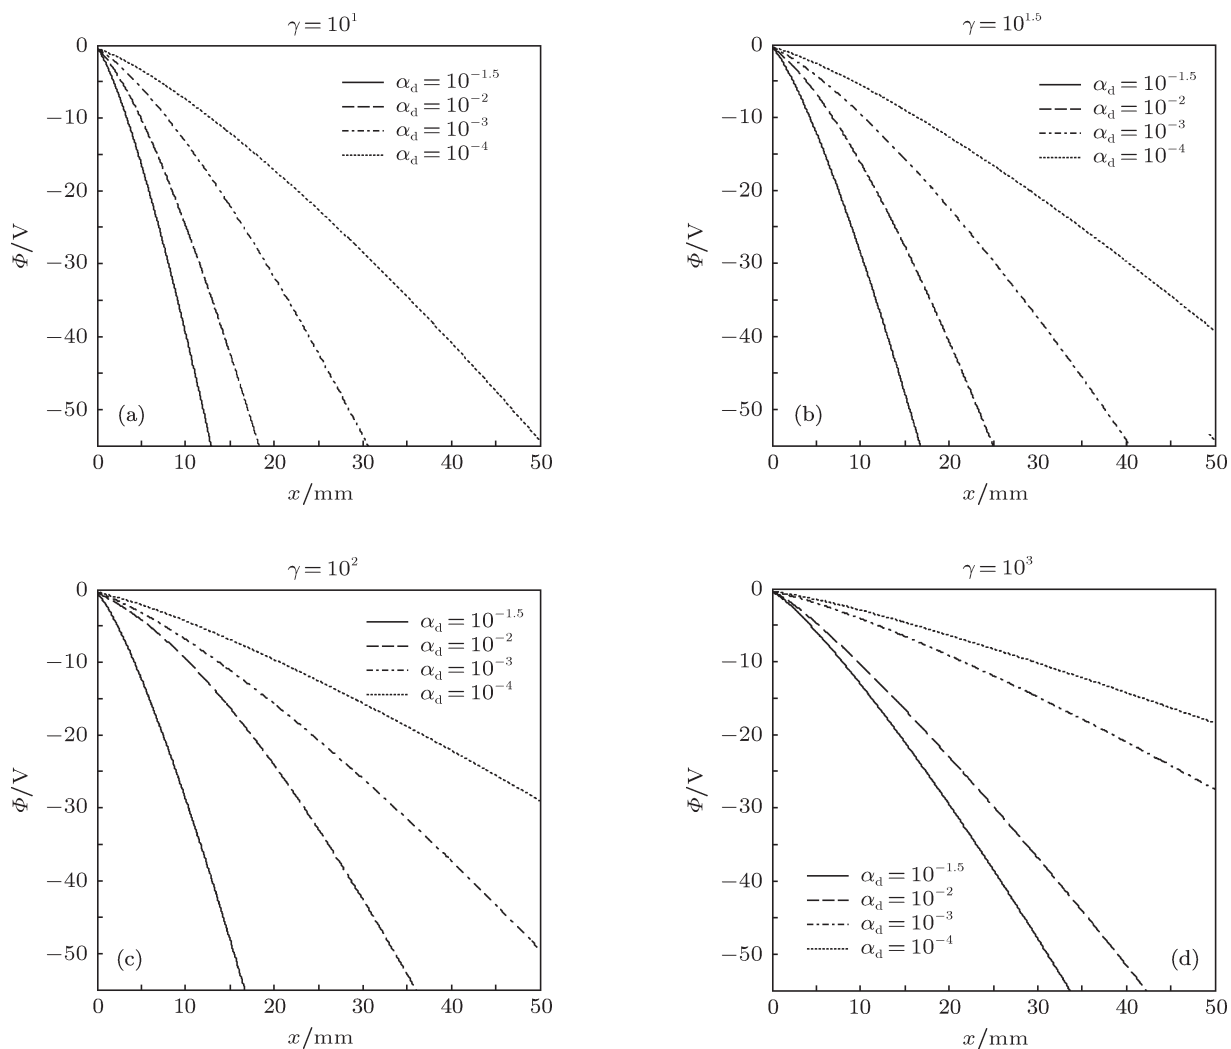 γ = 10^1
0
−10
−20
−30
−40
−50
Φ/V
α_d = 10^−1.5
α_d = 10^−2
α_d = 10^−3
α_d = 10^−4
(a)
0 10 20 30 40 50
x/mm
γ = 10^1.5
0
−10
−20
−30
−40
−50
Φ/V
α_d = 10^−1.5
α_d = 10^−2
α_d = 10^−3
α_d = 10^−4
(b)
0 10 20 30 40 50
x/mm
γ = 10^2
0
−10
−20
−30
−40
−50
Φ/V
α_d = 10^−1.5
α_d = 10^−2
α_d = 10^−3
α_d = 10^−4
(c)
0 10 20 30 40 50
x/mm
γ = 10^3
0
−10
−20
−30
−40
−50
Φ/V
α_d = 10^−1.5
α_d = 10^−2
α_d = 10^−3
α_d = 10^−4
(d)
0 10 20 30 40 50
x/mm